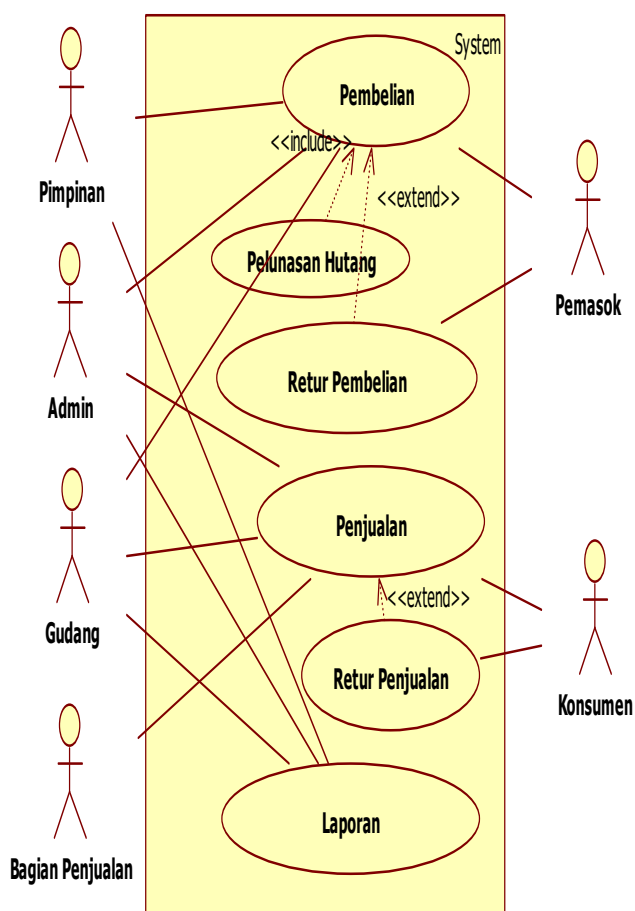 System
Pembelian
<<include>>
<<extend>>
Pimpinan
Pelunasan Hutang
Pemasok
Retur Pembelian
Admin
Penjualan
<<extend>>
Gudang
Retur Penjualan
Konsumen
Laporan
Bagian Penjualan